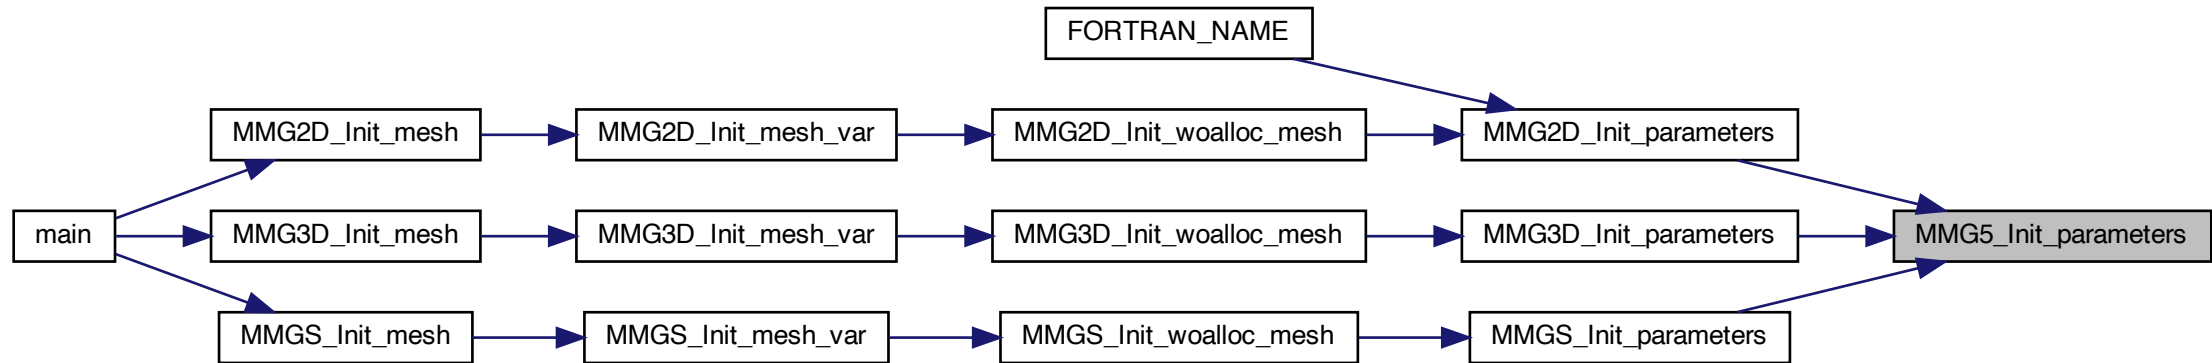 FORTRAN_NAME
MMG2D_Init_mesh
MMG2D_Init_mesh_var
MMG2D_Init_woalloc_mesh
MMG2D_Init_parameters
main
MMG3D_Init_mesh
MMG3D_Init_mesh_var
MMG3D_Init_woalloc_mesh
MMG3D_Init_parameters
MMG5_Init_parameters
MMGS_Init_mesh
MMGS_Init_mesh_var
MMGS_Init_woalloc_mesh
MMGS_Init_parameters